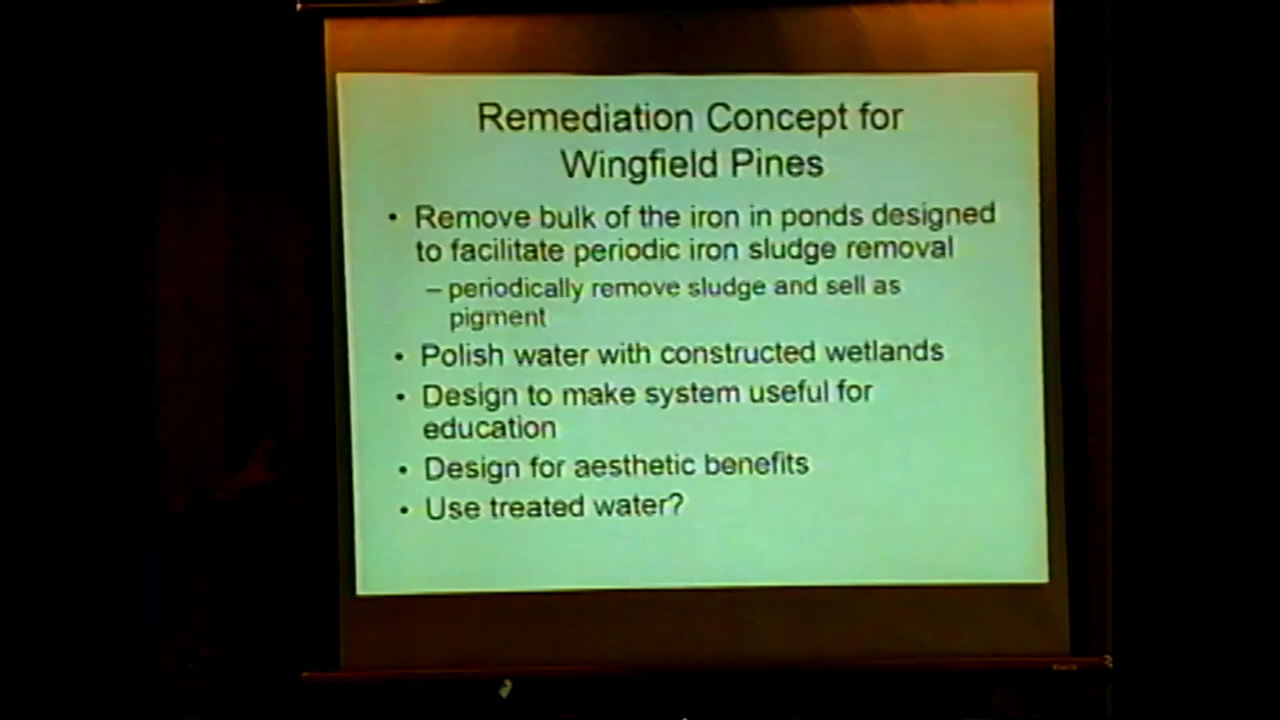 Remediation Concept for
Wingfield Pines
• Remove bulk of the iron in ponds designed
to facilitate periodic iron sludge removal
– periodically remove sludge and sell as
pigment
• Polish water with constructed wetlands
• Design to make system useful for
education
• Design for aesthetic benefits
• Use treated water?